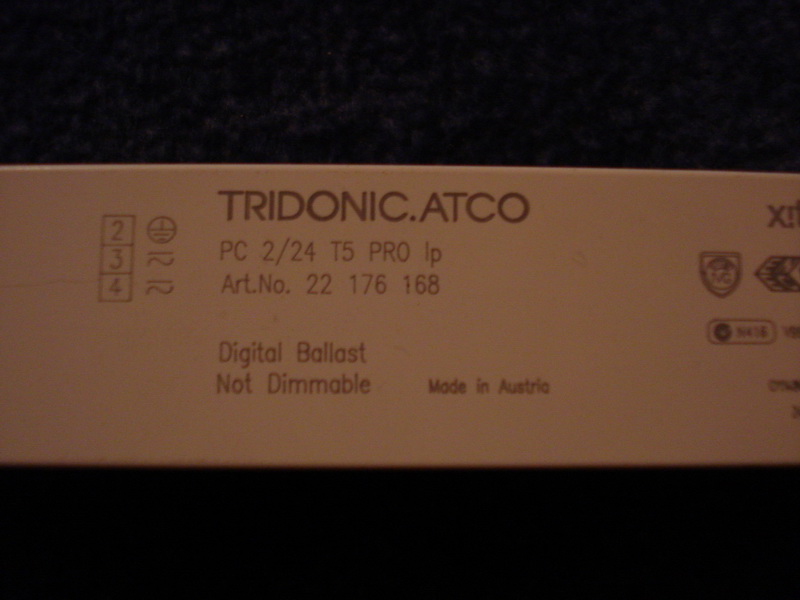 TRIDONIC.ATCO
2
PC 2/24 T5 PRO lp
3
Art.No. 22 176 168
4
Digital Ballast
Not Dimmable
Made in Austria
N416